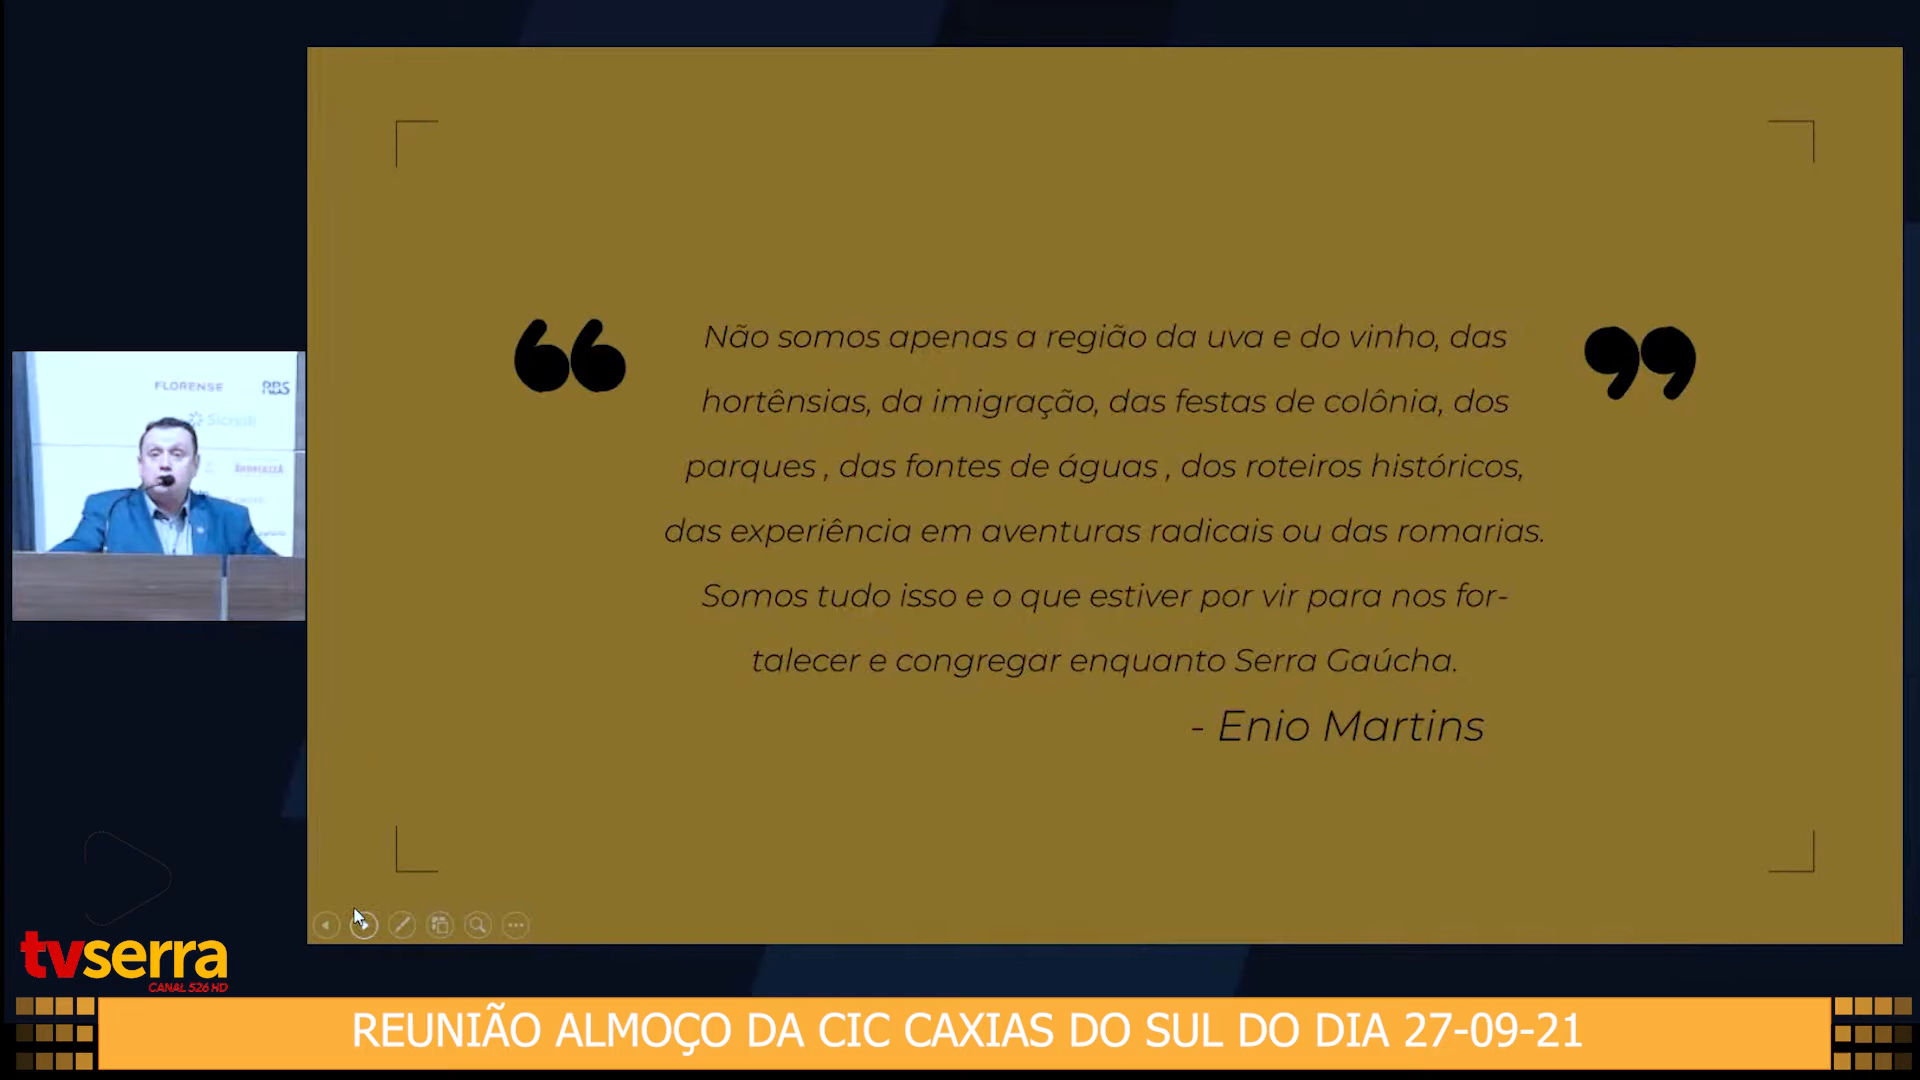 FLORENSE RBS
Sicredi
Não somos apenas a região da uva e do vinho, das
hortênsias, da imigração, das festas de colônia, dos
parques , das fontes de águas , dos roteiros históricos,
das experiência em aventuras radicais ou das romarias.
Somos tudo isso e o que estiver por vir para nos for-
talecer e congregar enquanto Serra Gaúcha.
- Enio Martins
tvserra
CANAL 526 HD
REUNIÃO ALMOÇO DA CIC CAXIAS DO SUL DO DIA 27-09-21